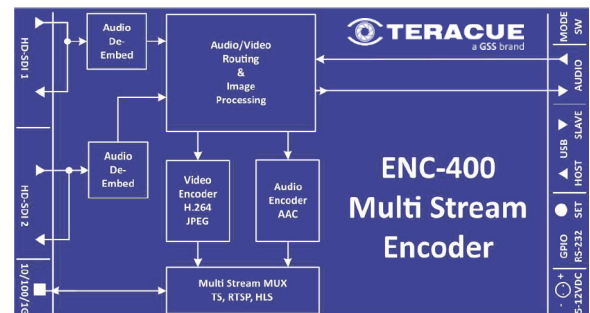 HD-SDI 1
HD-SDI 2
10/100/1G
Audio
De-
Embed
Audio
De-
Embed
Audio/Video
Routing
&
Image
Processing
Video
Encoder
H.264
JPEG
Audio
Encoder
AAC
Multi Stream MUX
TS, RTSP, HLS
TERACUE
a GSS brand
ENC-400
Multi Stream
Encoder
MODE
SW
AUDIO
USB
HOST
SLAVE
SET
GPIO
RS-232
- +
5-12VDC